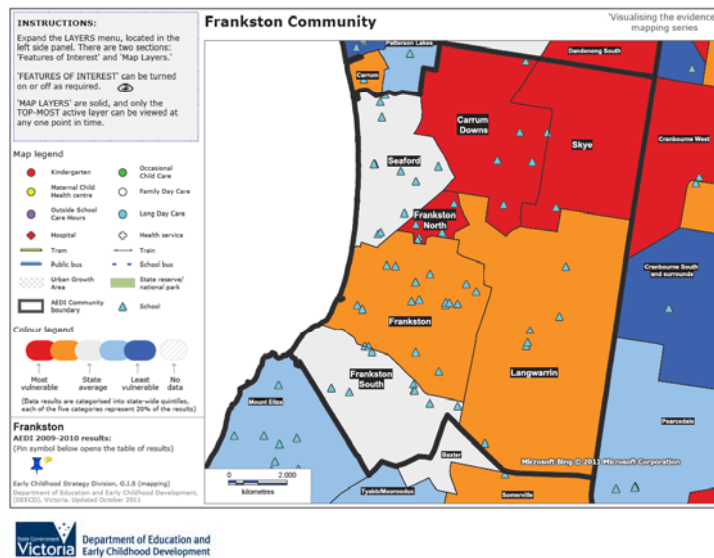 INSTRUCTIONS:
Expand the LAYERS menu, located in the
left side panel. There are two sections:
'Features of Interest' and 'Map Layers.'
'FEATURES OF INTEREST' can be turned
on or off as required.
'MAP LAYERS' are solid, and only the
TOP-MOST active layer can be viewed at
any one point in time.
Map legend
Kindergarten
Occasional
Child Care
Maternal Child
Health centre
Family Day Care
Outside School
Care Hours
Long Day Care
Hospital
Health service
Tram
Train
Public bus
School bus
Urban Growth
Area
State reserve/
national park
AEDI Community
boundary
School
Colour legend
Most
vulnerable
State
average
Least
vulnerable
No
data
(Data results are categorised into state-wide quintiles,
each of the five categories represent 20% of the results)
Frankston
AEDI 2009-2010 results:
(Pin symbol below opens the table of results)
Early Childhood Strategy Division, G.I.S (mapping)
Department of Education and Early Childhood Development,
(DEECD), Victoria. Updated October 2011
Frankston Community
'Visualising the evidence'
mapping series
Patterson Lakes
Dandenong South
Carrum
Carrum
Downs
Skye
Cranbourne West
Seaford
Frankston
North
Cranbourne South
and surrounds
Frankston
Langwarrin
Frankston
South
Mount Eliza
Pearcedale
Baxter
Microsoft Bing © 2011 Microsoft Corporation
0 2,000
kilometres
Tyabb/Moorooduc
Somerville
State Government
Victoria
Department of Education and
Early Childhood Development